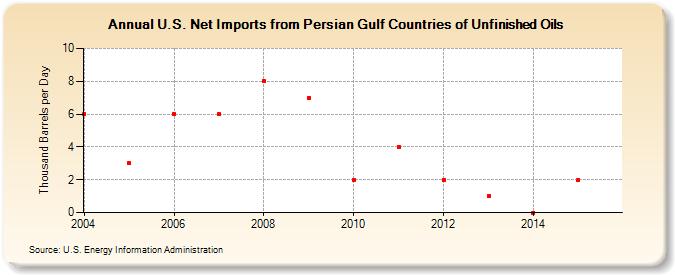 Annual U.S. Net Imports from Persian Gulf Countries of Unfinished Oils
Thousand Barrels per Day
10
8
6
4
2
0
2004 2006 2008 2010 2012 2014
Source: U.S. Energy Information Administration